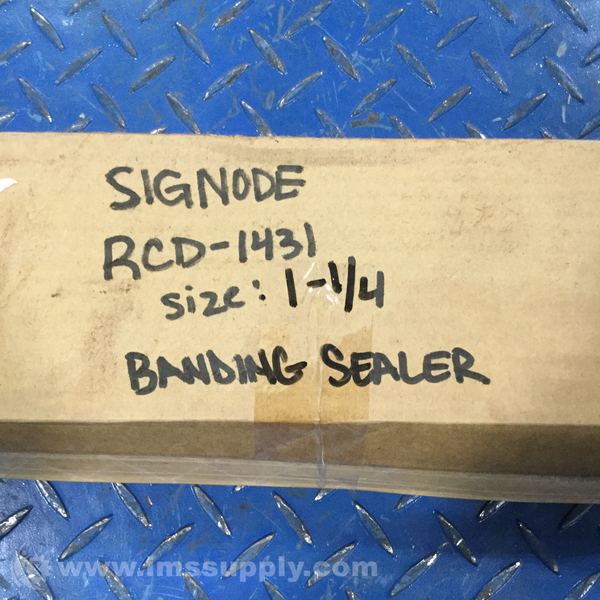 SIGNODE
RCD-1431
size: 1-1/4
BANDING SEALER
www.imssupply.com